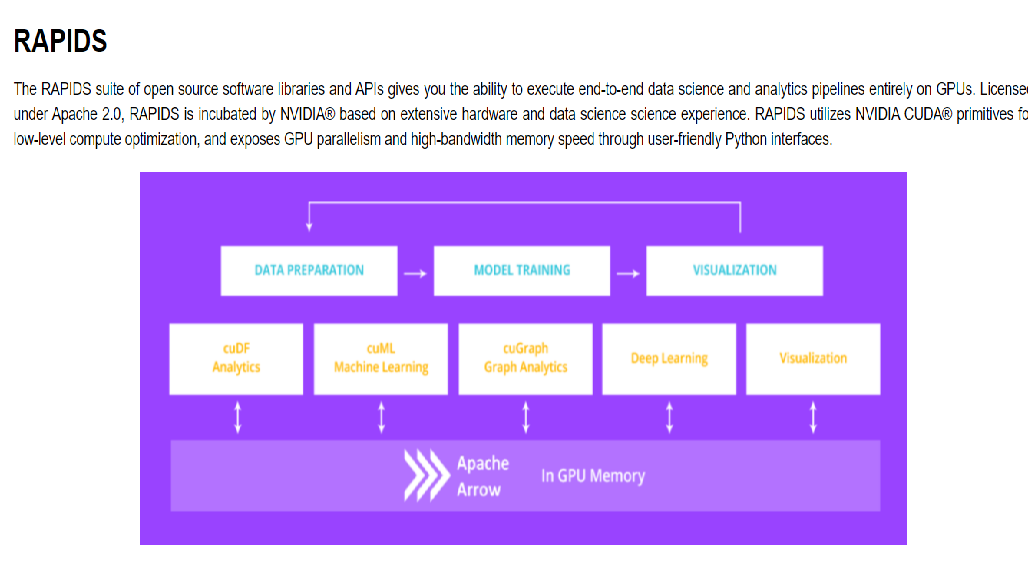 RAPIDS
The RAPIDS suite of open source software libraries and APIs gives you the ability to execute end-to-end data science and analytics pipelines entirely on GPUs. License
under Apache 2.0, RAPIDS is incubated by NVIDIA® based on extensive hardware and data science science experience. RAPIDS utilizes NVIDIA CUDA® primitives fo
low-level compute optimization, and exposes GPU parallelism and high-bandwidth memory speed through user-friendly Python interfaces.
DATA PREPARATION
MODEL TRAINING
VISUALIZATION
cuDF
Analytics
cuML
Machine Learning
cuGraph
Graph Analytics
Deep Learning
Visualization
Apache
Arrow
In GPU Memory